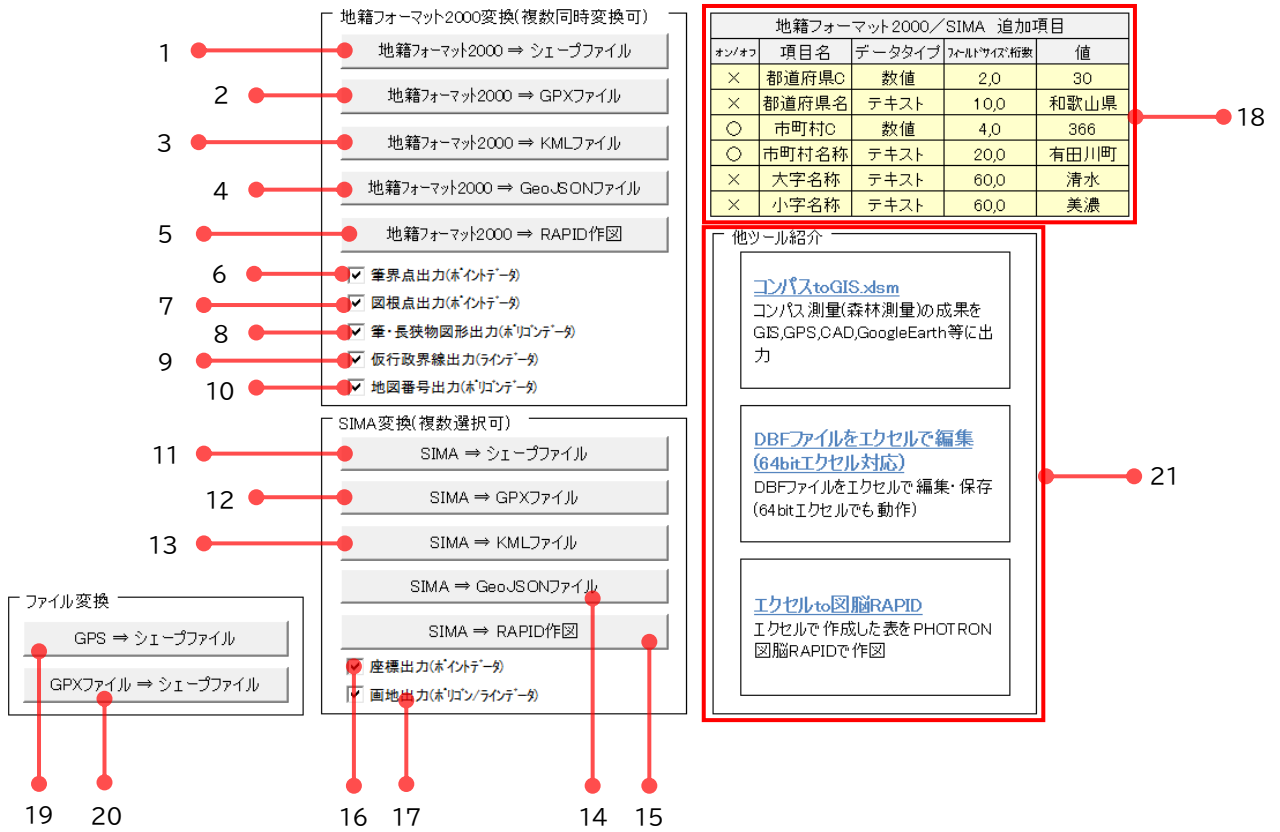 地籍フォーマット2000変換(複数同時変換可)
1
地籍フォーマット2000 ⇒ シェープファイル
2
地籍フォーマット2000 ⇒ GPXファイル
3
地籍フォーマット2000 ⇒ KMLファイル
4
地籍フォーマット2000 ⇒ GeoJSONファイル
5
地籍フォーマット2000 ⇒ RAPID作図
6
筆界点出力(ポイントデータ)
7
図根点出力(ポイントデータ)
8
筆・長狭物図形出力(ポリゴンデータ)
9
仮行政界線出力(ラインデータ)
10
地図番号出力(ポリゴンデータ)
SIMA変換(複数選択可)
11
SIMA ⇒ シェープファイル
12
SIMA ⇒ GPXファイル
13
SIMA ⇒ KMLファイル
SIMA ⇒ GeoJSONファイル
SIMA ⇒ RAPID作図
座標出力(ポイントデータ)
画地出力(ポリゴン/ラインデータ)
ファイル変換
GPS ⇒ シェープファイル
GPXファイル ⇒ シェープファイル
19
20
16
17
14
15
地籍フォーマット2000/SIMA 追加項目
オン/オフ 項目名 データタイプ フィールドサイズ,桁数 値
× 都道府県C 数値 2,0 30
× 都道府県名 テキスト 10,0 和歌山県
○ 市町村C 数値 4,0 366
○ 市町村名称 テキスト 20,0 有田川町
× 大字名称 テキスト 60,0 清水
× 小字名称 テキスト 60,0 美濃
18
他ツール紹介
コンパスtoGIS.xlsm
コンパス測量(森林測量)の成果を
GIS,GPS,CAD,GoogleEarth等に出
力
DBFファイルをエクセルで編集
(64bitエクセル対応)
DBFファイルをエクセルで編集・保存
(64bitエクセルでも動作)
エクセルto図脳RAPID
エクセルで作成した表をPHOTRON
図脳RAPIDで作図
21